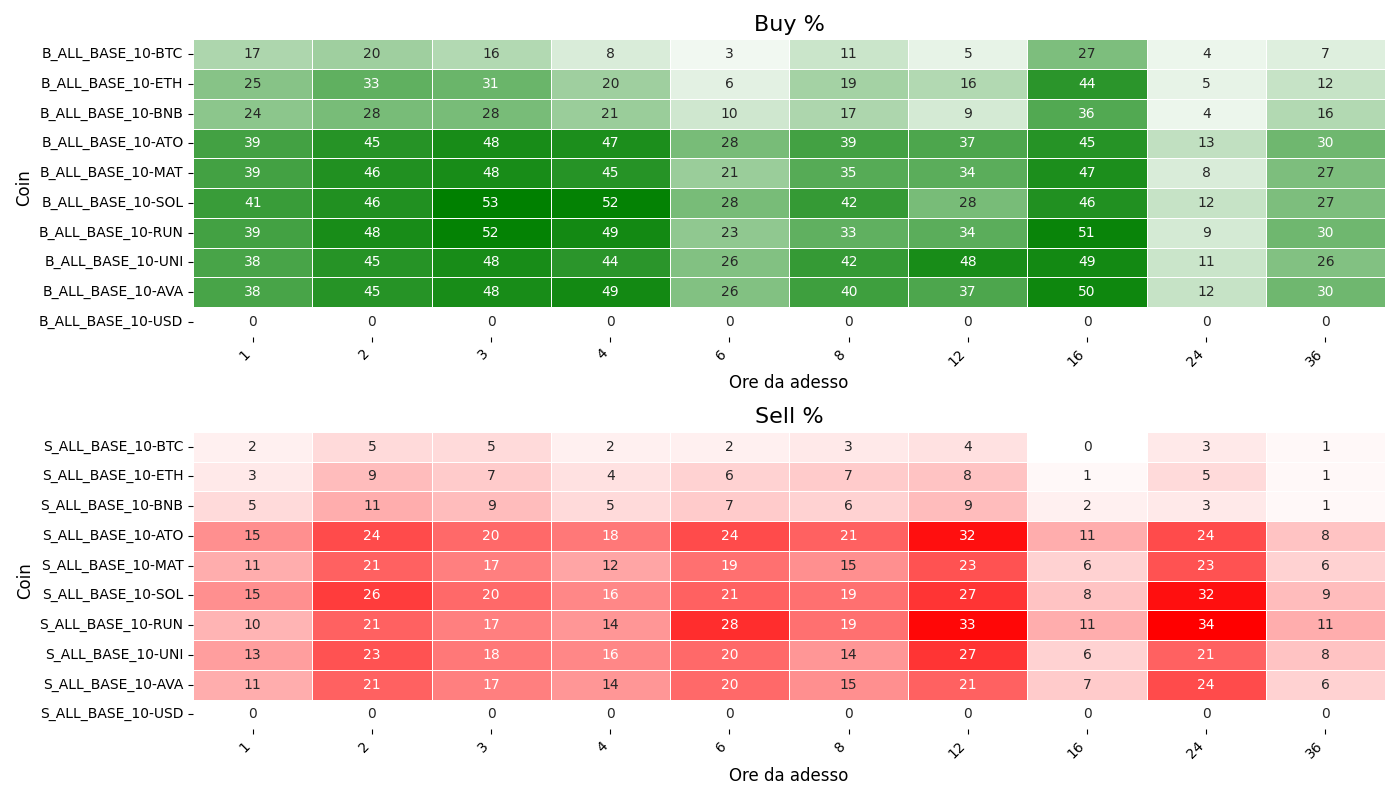 Buy %
Coin
B_ALL_BASE_10-BTC 17 20 16 8 3 11 5 27 4 7
B_ALL_BASE_10-ETH 25 33 31 20 6 19 16 44 5 12
B_ALL_BASE_10-BNB 24 28 28 21 10 17 9 36 4 16
B_ALL_BASE_10-ATO 39 45 48 47 28 39 37 45 13 30
B_ALL_BASE_10-MAT 39 46 48 45 21 35 34 47 8 27
B_ALL_BASE_10-SOL 41 46 53 52 28 42 28 46 12 27
B_ALL_BASE_10-RUN 39 48 52 49 23 33 34 51 9 30
B_ALL_BASE_10-UNI 38 45 48 44 26 42 48 49 11 26
B_ALL_BASE_10-AVA 38 45 48 49 26 40 37 50 12 30
B_ALL_BASE_10-USD 0 0 0 0 0 0 0 0 0 0
1 2 3 4 6 8 12 16 24 36
Ore da adesso
Sell %
Coin
S_ALL_BASE_10-BTC 2 5 5 2 2 3 4 0 3 1
S_ALL_BASE_10-ETH 3 9 7 4 6 7 8 1 5 1
S_ALL_BASE_10-BNB 5 11 9 5 7 6 9 2 3 1
S_ALL_BASE_10-ATO 15 24 20 18 24 21 32 11 24 8
S_ALL_BASE_10-MAT 11 21 17 12 19 15 23 6 23 6
S_ALL_BASE_10-SOL 15 26 20 16 21 19 27 8 32 9
S_ALL_BASE_10-RUN 10 21 17 14 28 19 33 11 34 11
S_ALL_BASE_10-UNI 13 23 18 16 20 14 27 6 21 8
S_ALL_BASE_10-AVA 11 21 17 14 20 15 21 7 24 6
S_ALL_BASE_10-USD 0 0 0 0 0 0 0 0 0 0
1 2 3 4 6 8 12 16 24 36
Ore da adesso